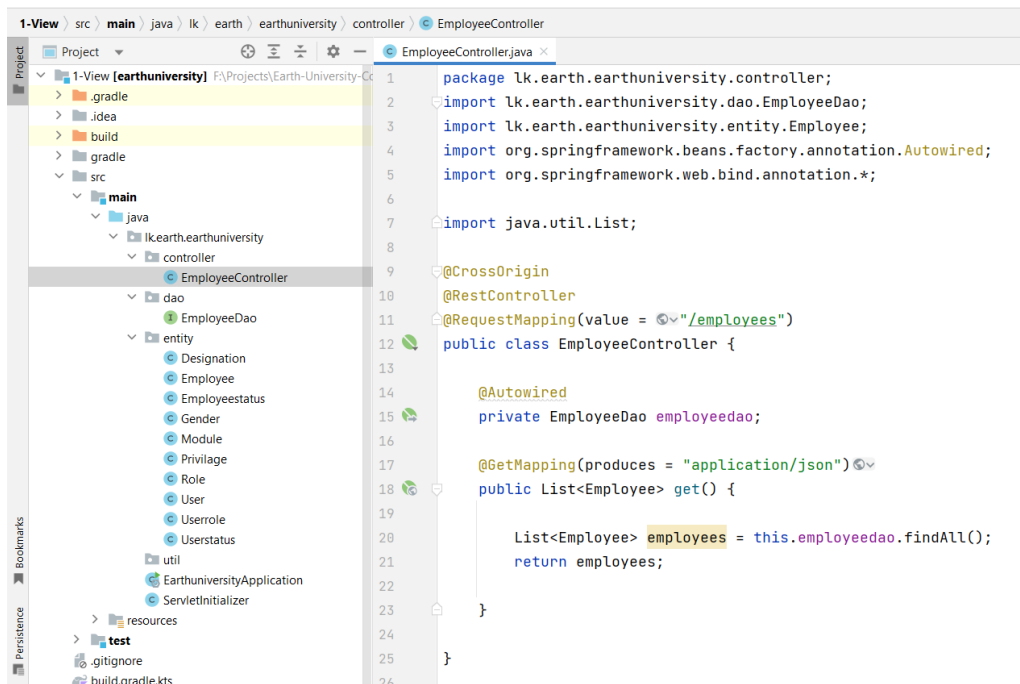 1-View src main java lk earth earthuniversity controller EmployeeController
Project
Project
EmployeeController.java
1-View [earthuniversity] F:\Projects\Earth-University-Co
.gradle
.idea
build
gradle
src
main
java
lk.earth.earthuniversity
controller
EmployeeController
dao
EmployeeDao
entity
Designation
Employee
Employeestatus
Gender
Module
Privilage
Role
User
Userrole
Userstatus
util
EarthuniversityApplication
ServletInitializer
resources
test
.gitignore
build.gradle.kts
Bookmarks
Persistence
1 package lk.earth.earthuniversity.controller;
2 import lk.earth.earthuniversity.dao.EmployeeDao;
3 import lk.earth.earthuniversity.entity.Employee;
4 import org.springframework.beans.factory.annotation.Autowired;
5 import org.springframework.web.bind.annotation.*;
6
7 import java.util.List;
8
9 @CrossOrigin
10 @RestController
11 @RequestMapping(value = "/employees")
12 public class EmployeeController {
13
14 @Autowired
15 private EmployeeDao employeedao;
16
17 @GetMapping(produces = "application/json")
18 public List<Employee> get() {
19
20 List<Employee> employees = this.employeedao.findAll();
21 return employees;
22
23 }
24
25 }
26